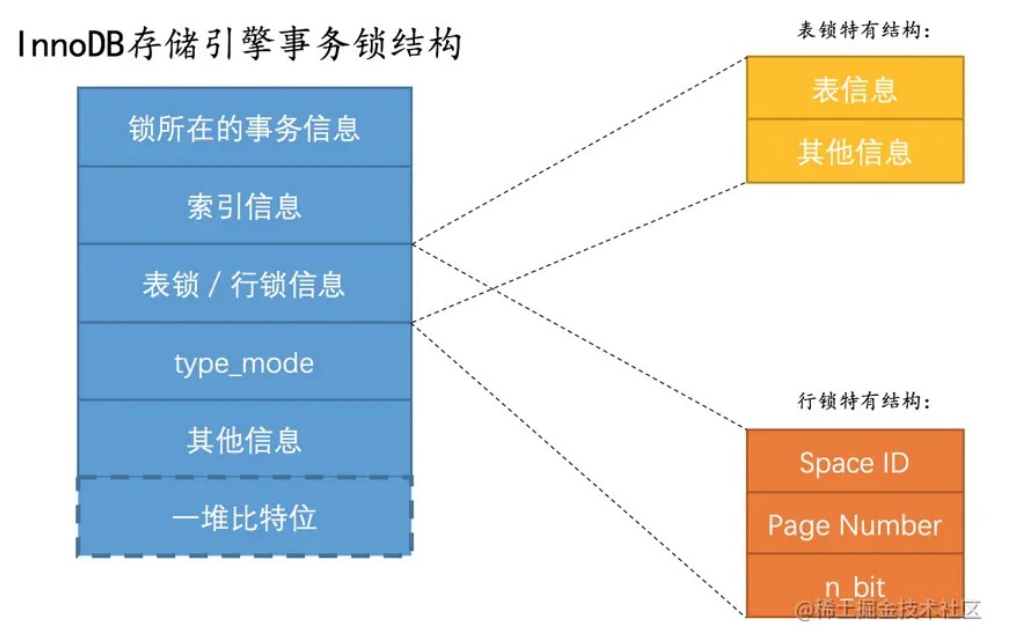 InnoDB存储引擎事务锁结构
锁所在的事务信息
索引信息
表锁 / 行锁信息
type_mode
其他信息
一堆比特位
表锁特有结构：
表信息
其他信息
行锁特有结构：
Space ID
Page Number
n_bit
@稀土掘金技术社区